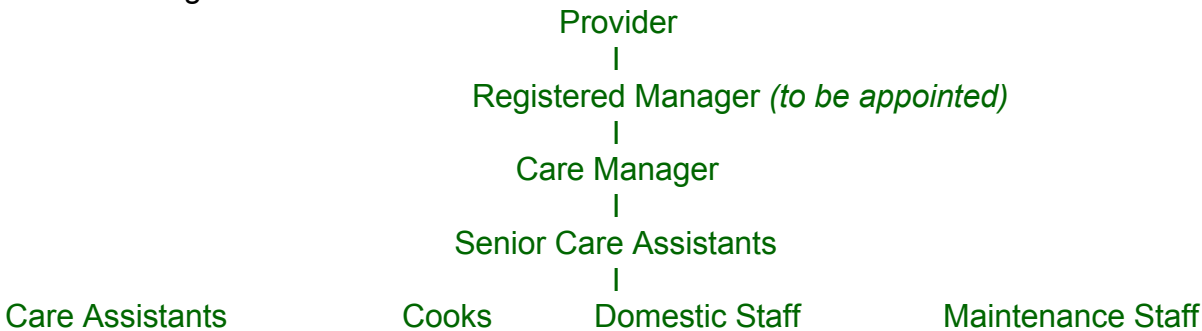 Provider
|
Registered Manager (to be appointed)
|
Care Manager
|
Senior Care Assistants
|
Care Assistants Cooks Domestic Staff Maintenance Staff